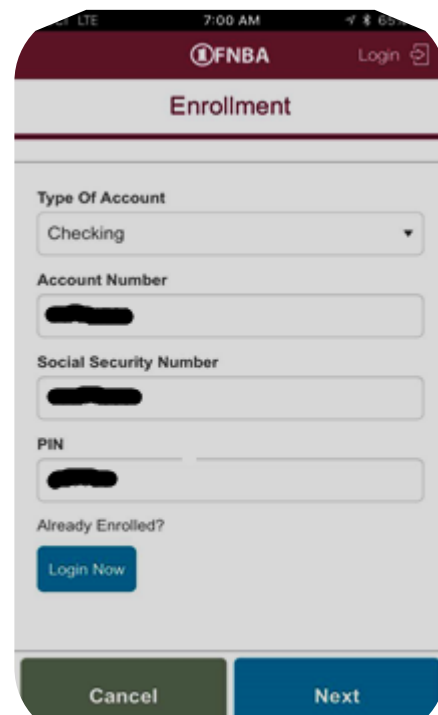 LTE 7:00 AM
FNBA Login
Enrollment
Type Of Account
Checking
Account Number
Social Security Number
PIN
Already Enrolled?
Login Now
Cancel Next